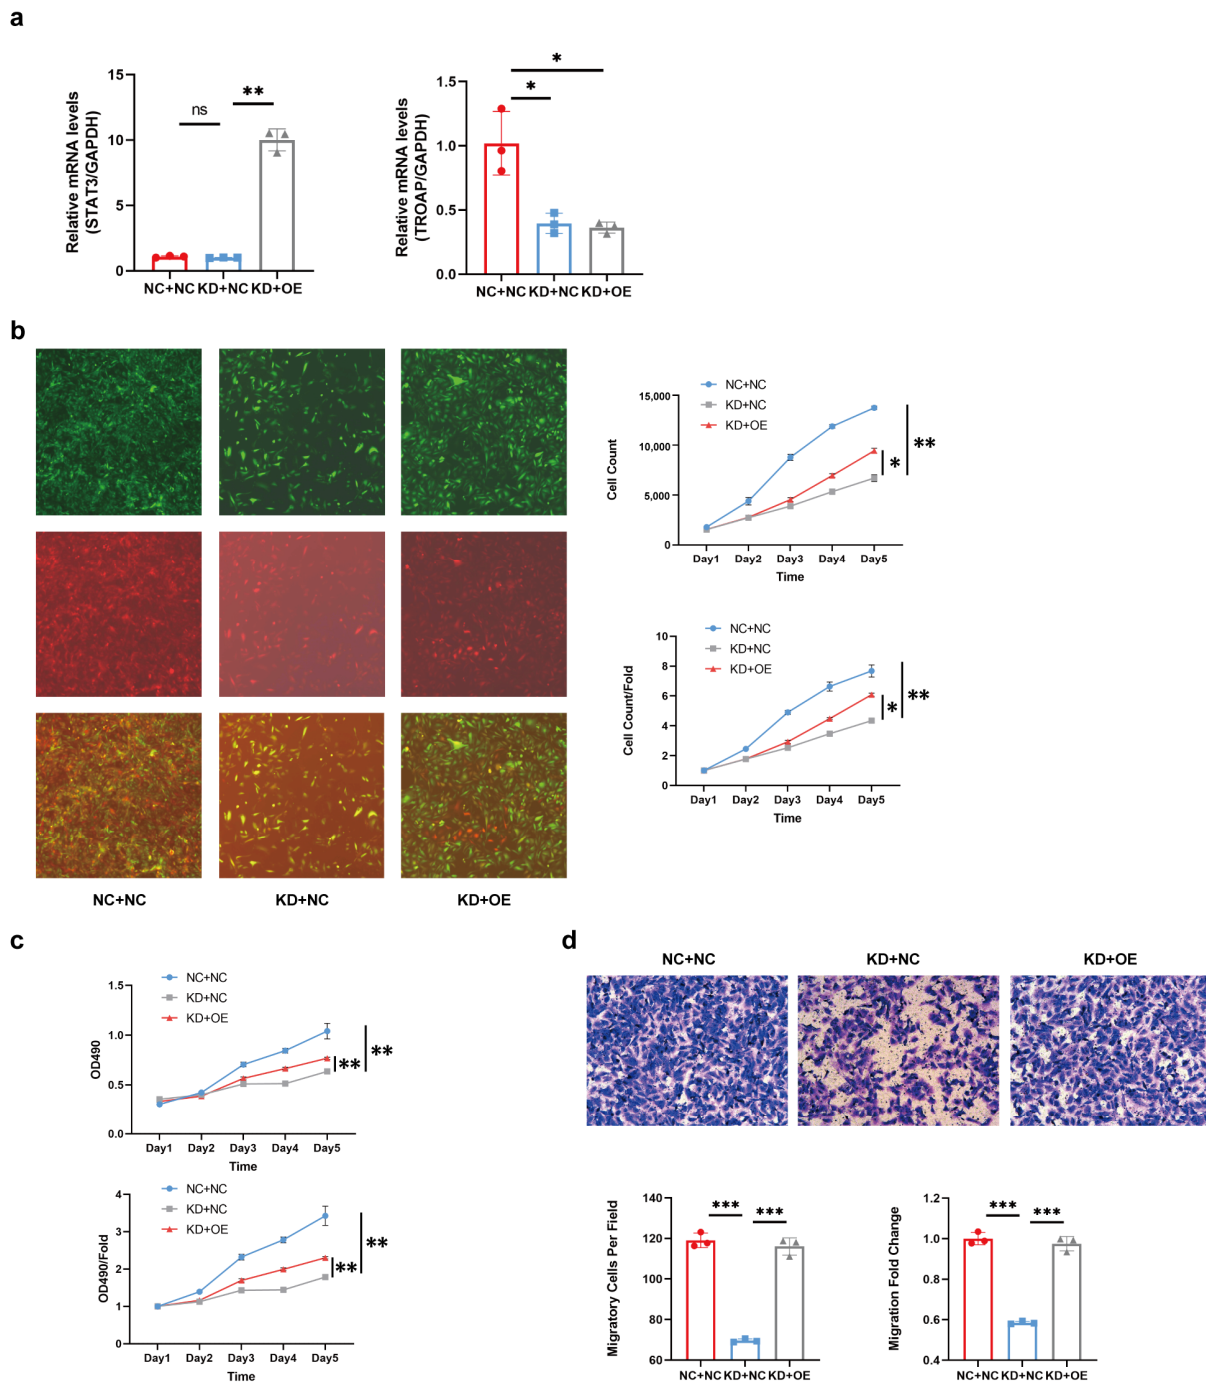 a
Relative mRNA levels
(STAT3/GAPDH)
15
10
5
0
ns
**
NC+NC KD+NC KD+OE
Relative mRNA levels
(TROAP/GAPDH)
1.5
1.0
0.5
0.0
*
*
NC+NC KD+NC KD+OE
b
NC+NC
KD+NC
KD+OE
NC+NC
KD+NC
KD+OE
Cell Count
15,000
10,000
5,000
0
*
**
Day1 Day2 Day3 Day4 Day5
Time
NC+NC
KD+NC
KD+OE
Cell Count/Fold
10
8
6
4
2
0
*
**
Day1 Day2 Day3 Day4 Day5
Time
c
NC+NC
KD+NC
KD+OE
OD490
1.5
1.0
0.5
0.0
**
**
Day1 Day2 Day3 Day4 Day5
Time
NC+NC
KD+NC
KD+OE
OD490/Fold
4
3
2
1
0
**
**
Day1 Day2 Day3 Day4 Day5
Time
d
NC+NC
KD+NC
KD+OE
Migratory Cells Per Field
140
120
100
80
60
***
***
NC+NC KD+NC KD+OE
Migration Fold Change
1.2
1.0
0.8
0.6
0.4
***
***
NC+NC KD+NC KD+OE